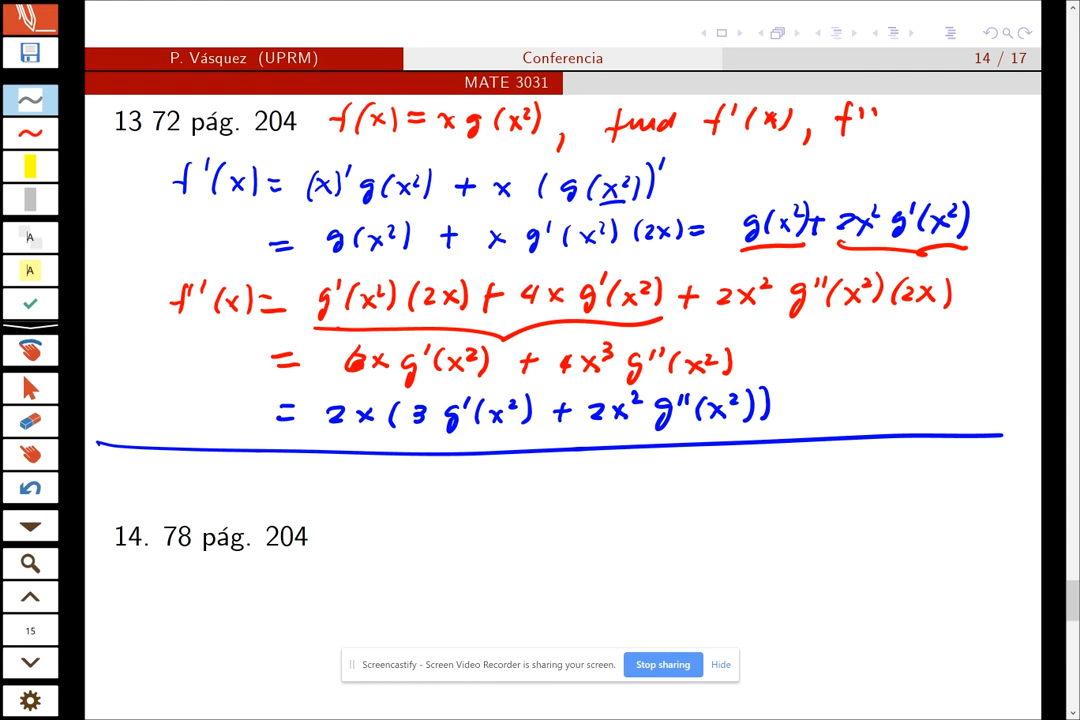 P. Vásquez (UPRM) Conferencia 14 / 17
MATE 3031
13 72 pág. 204 f(x) = x g(x²), find f'(x), f''
f'(x) = (x)' g(x²) + x (g(x²))'
= g(x²) + x g'(x²)(2x) = g(x²) + 2x² g'(x²)
f''(x) = g'(x²)(2x) + 4x g'(x²) + 2x² g''(x²)(2x)
= 6x g'(x²) + 4x³ g''(x²)
= 2x(3 g'(x²) + 2x² g''(x²))
14. 78 pág. 204
A
A
15
Screencastify - Screen Video Recorder is sharing your screen. Stop sharing Hide